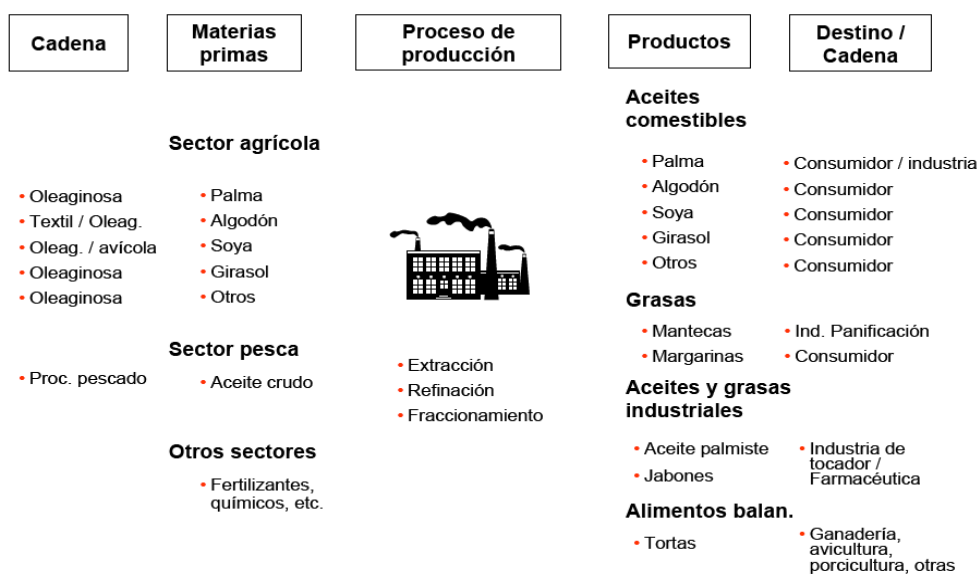 Cadena
Materias
primas
Proceso de
producción
Productos
Destino /
Cadena
Sector agrícola
• Oleaginosa
• Textil / Oleag.
• Oleag. / avícola
• Oleaginosa
• Oleaginosa
• Palma
• Algodón
• Soya
• Girasol
• Otros
Sector pesca
• Proc. pescado
• Aceite crudo
Otros sectores
• Fertilizantes,
químicos, etc.
• Extracción
• Refinación
• Fraccionamiento
Aceites
comestibles
• Palma
• Algodón
• Soya
• Girasol
• Otros
• Consumidor / industria
• Consumidor
• Consumidor
• Consumidor
• Consumidor
Grasas
• Mantecas
• Margarinas
• Ind. Panificación
• Consumidor
Aceites y grasas
industriales
• Aceite palmiste
• Jabones
• Industria de
tocador /
Farmacéutica
Alimentos balan.
• Tortas
• Ganadería,
avicultura,
porcicultura, otras